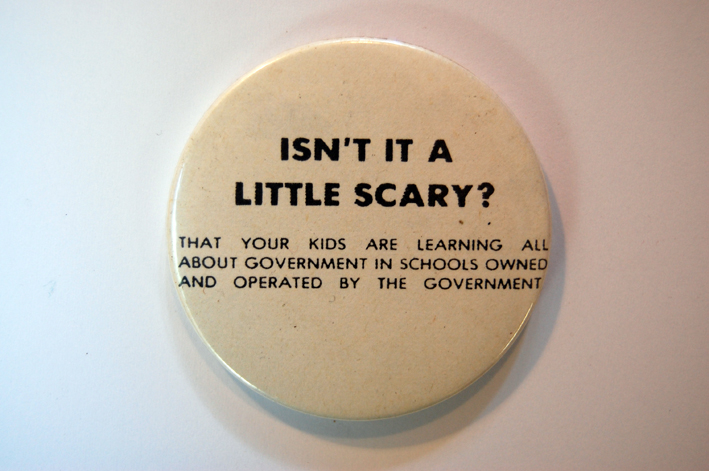 ISN'T IT A
LITTLE SCARY?
THAT YOUR KIDS ARE LEARNING ALL
ABOUT GOVERNMENT IN SCHOOLS OWNED
AND OPERATED BY THE GOVERNMENT